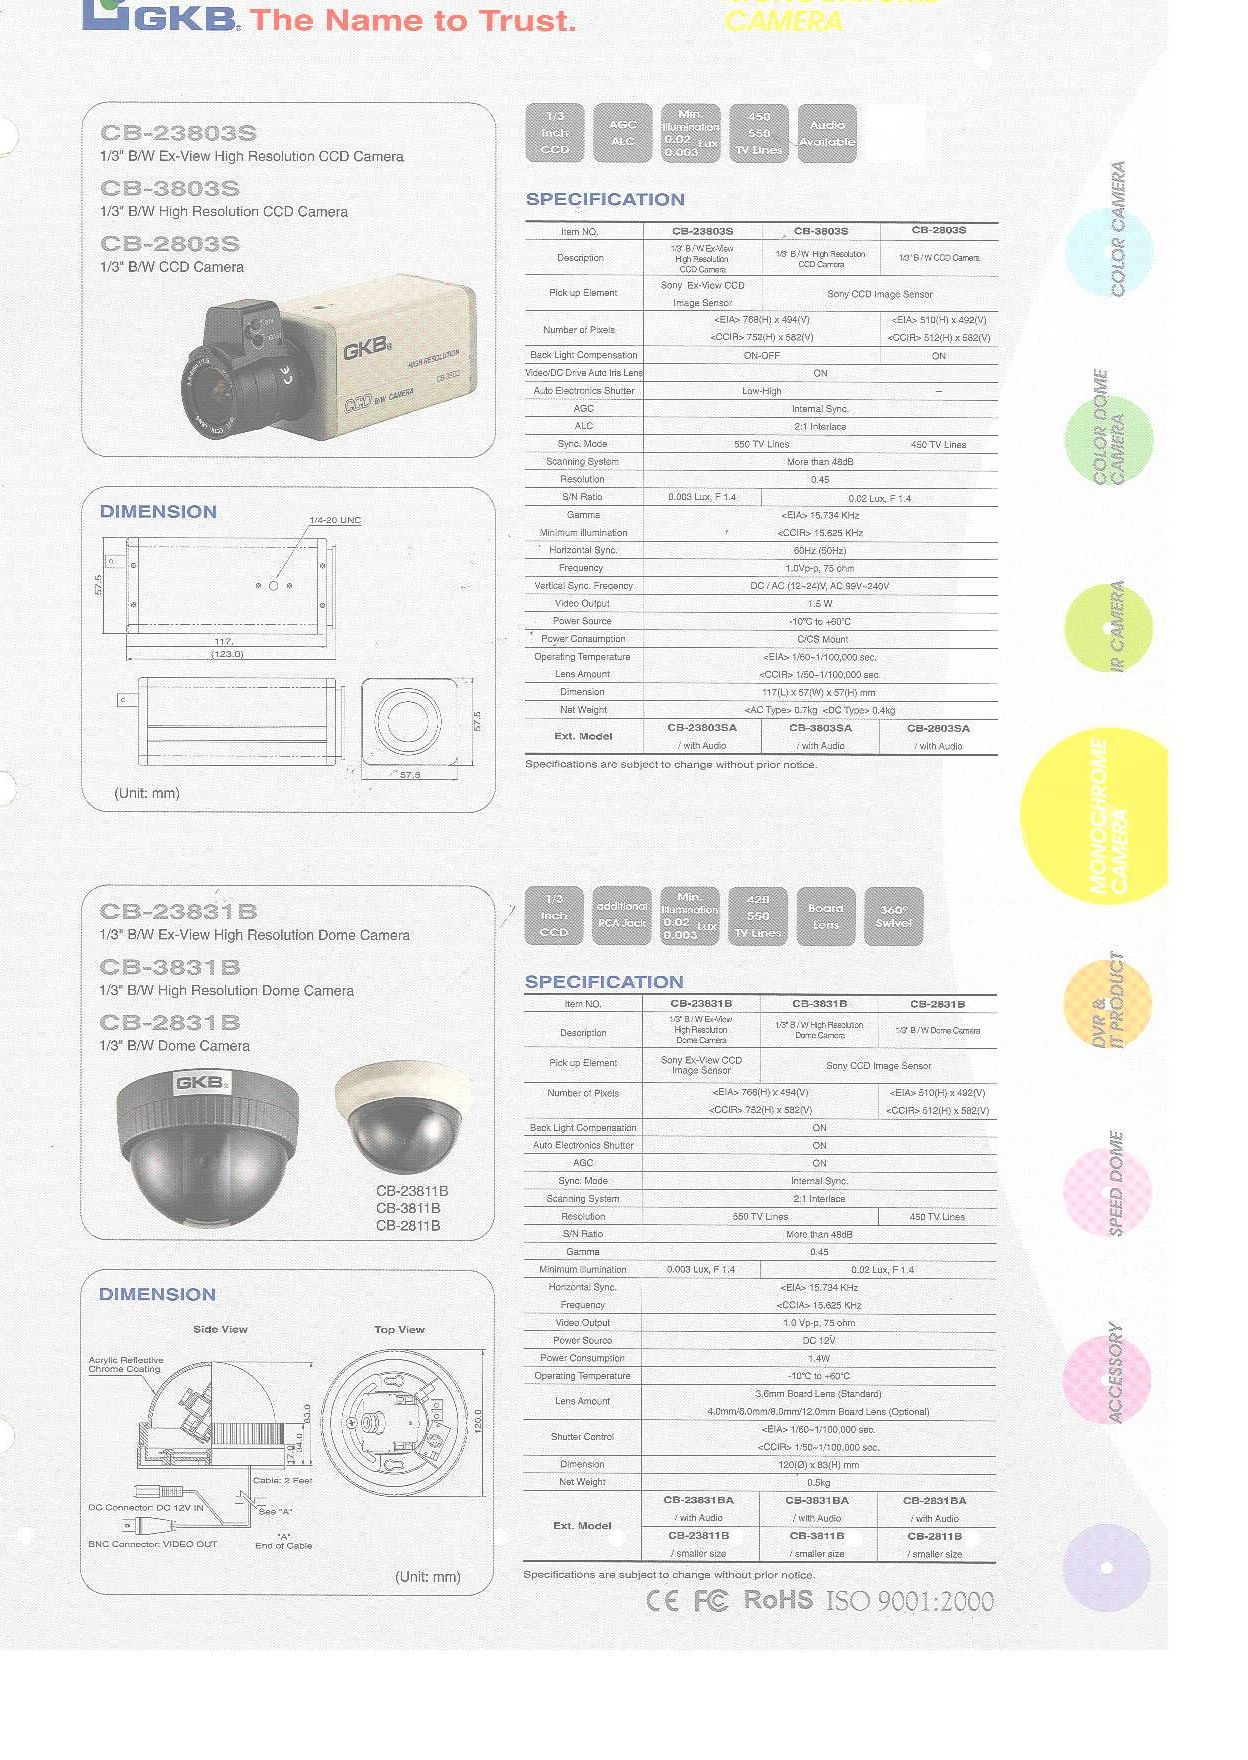 GKB. The Name to Trust.
MONOCHROME
CAMERA
CB-23803S
1/3" B/W Ex-View High Resolution CCD Camera
CB-3803S
1/3" B/W High Resolution CCD Camera
CB-2803S
1/3" B/W CCD Camera
GKB
HIGH RESOLUTION
CCD B/W CAMERA
CB-3803
1/3 Inch CCD
AGC ALC
Min. Illumination 0.02 0.003 Lux
450 550 TV Lines
Audio Available
SPECIFICATION
Item NO. CB-23803S CB-3803S CB-2803S
Description 1/3" B/W Ex-View High Resolution CCD Camera 1/3" B/W High Resolution CCD Camera 1/3" B/W CCD Camera
Pick up Element Sony Ex-View CCD Image Sensor Sony CCD Image Sensor
Number of Pixels <EIA> 768(H) x 494(V) <EIA> 510(H) x 492(V)
<CCIR> 752(H) x 582(V) <CCIR> 512(H) x 582(V)
Back Light Compensation ON-OFF ON
Video/DC Drive Auto Iris Lens ON
Auto Electronics Shutter Low-High –
AGC Internal Sync.
ALC 2:1 Interlace
Sync. Mode 550 TV Lines 450 TV Lines
Scanning System More than 48dB
Resolution 0.45
S/N Ratio 0.003 Lux, F 1.4 0.02 Lux, F 1.4
Gamma <EIA> 15.734 KHz
Minimum illumination <CCIR> 15.625 KHz
Horizontal Sync. 60Hz (50Hz)
Frequency 1.0Vp-p, 75 ohm
Vertical Sync. Freqency DC / AC (12~24)V, AC 99V~240V
Video Output 1.5 W
Power Source -10°C to +60°C
Power Consumption C/CS Mount
Operating Temperature <EIA> 1/60~1/100,000 sec.
Lens Amount <CCIR> 1/50~1/100,000 sec.
Dimension 117(L) x 57(W) x 57(H) mm
Net Weight <AC Type> 0.7kg <DC Type> 0.4kg
Ext. Model CB-23803SA CB-3803SA CB-2803SA
/ with Audio / with Audio / with Audio
Specifications are subject to change without prior notice.
DIMENSION
1/4-20 UNC
57.5
117.
(123.0)
57.5
57.5
(Unit: mm)
COLOR CAMERA
COLOR DOME
CAMERA
IR CAMERA
MONOCHROME
CAMERA
DVR &
IT PRODUCT
SPEED DOME
ACCESSORY
CB-23831B
1/3" B/W Ex-View High Resolution Dome Camera
CB-3831B
1/3" B/W High Resolution Dome Camera
CB-2831B
1/3" B/W Dome Camera
GKB
CB-23811B
CB-3811B
CB-2811B
1/3 Inch CCD
additional RCA Jack
Min. Illumination 0.02 0.003 Lux
420 550 TV Lines
Board Lens
360° Swivel
SPECIFICATION
Item NO. CB-23831B CB-3831B CB-2831B
Description 1/3" B/W Ex-View High Resolution Dome Camera 1/3" B/W High Resolution Dome Camera 1/3" B/W Dome Camera
Pick up Element Sony Ex-View CCD Image Sensor Sony CCD Image Sensor
Number of Pixels <EIA> 768(H) x 494(V) <EIA> 510(H) x 492(V)
<CCIR> 752(H) x 582(V) <CCIR> 512(H) x 582(V)
Back Light Compensation ON
Auto Electronics Shutter ON
AGC ON
Sync. Mode Internal Sync.
Scanning System 2:1 Interlace
Resolution 550 TV Lines 450 TV Lines
S/N Ratio More than 48dB
Gamma 0.45
Minimum illumination 0.003 Lux, F 1.4 0.02 Lux, F 1.4
Horizontal Sync. <EIA> 15.734 KHz
Frequency <CCIA> 15.625 KHz
Video Output 1.0 Vp-p, 75 ohm
Power Source DC 12V
Power Consumption 1.4W
Operating Temperature -10°C to +60°C
Lens Amount 3.6mm Board Lens (Standard)
4.0mm/6.0mm/8.0mm/12.0mm Board Lens (Optional)
Shutter Control <EIA> 1/60~1/100,000 sec.
<CCIR> 1/50~1/100,000 sec.
Dimension 120(Ø) x 83(H) mm
Net Weight 0.5kg
Ext. Model CB-23831BA CB-3831BA CB-2831BA
/ with Audio / with Audio / with Audio
CB-23811B CB-3811B CB-2811B
/ smaller size / smaller size / smaller size
Specifications are subject to change without prior notice.
DIMENSION
Side View Top View
Acrylic Reflective
Chrome Coating
17.0
34.0
83.0
120.0
Cable: 2 Feet
DC Connector: DC 12V IN
See "A"
BNC Connector: VIDEO OUT
"A"
End of Cable
(Unit: mm)
CE FC RoHS ISO 9001:2000